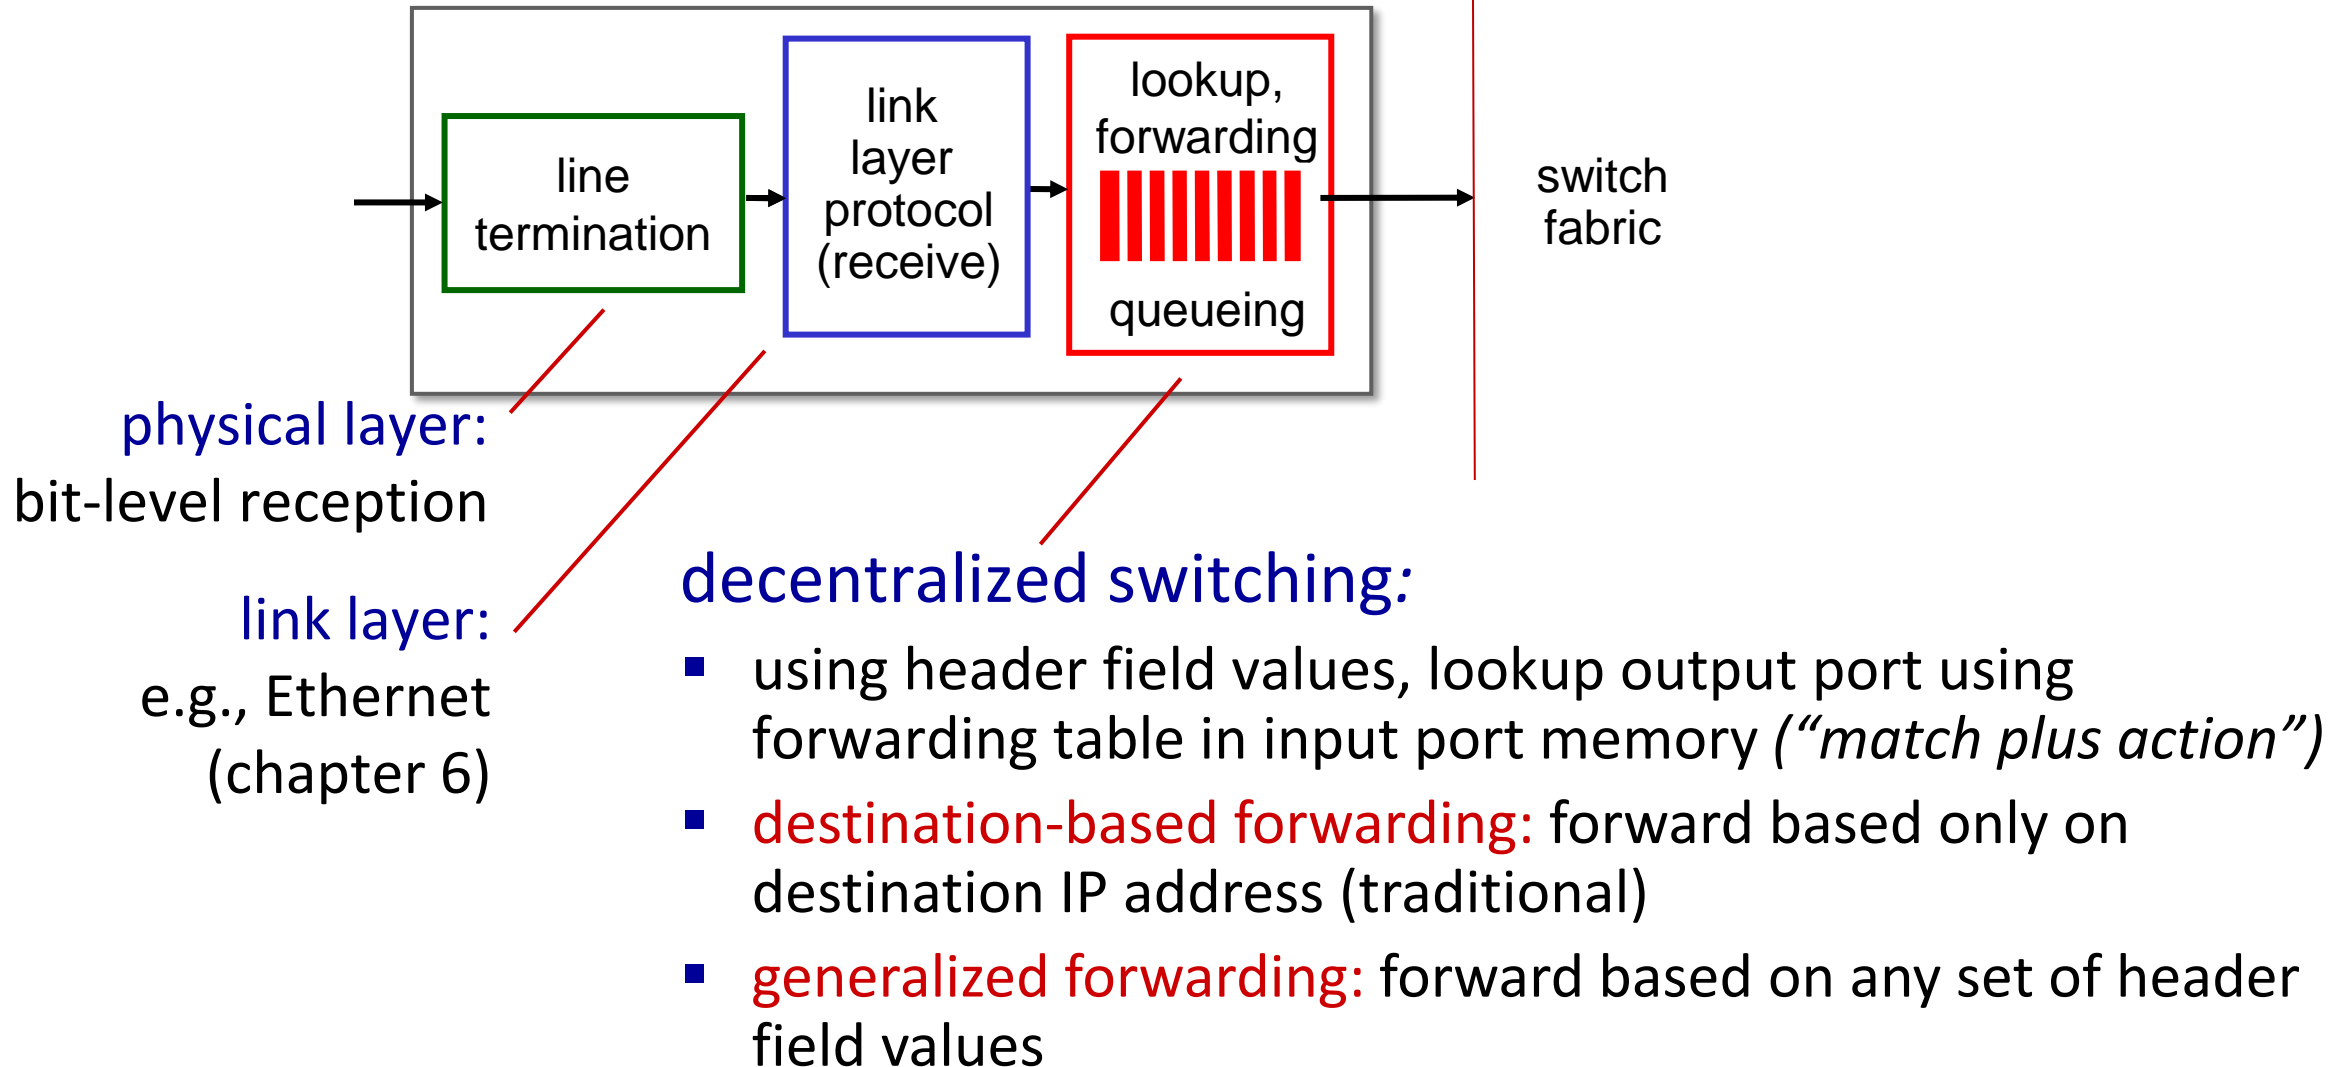 line
termination
link
layer
protocol
(receive)
lookup,
forwarding
queueing
switch
fabric
physical layer:
bit-level reception
link layer:
e.g., Ethernet
(chapter 6)
decentralized switching:
▪ using header field values, lookup output port using
forwarding table in input port memory (“match plus action”)
▪ destination-based forwarding: forward based only on
destination IP address (traditional)
▪ generalized forwarding: forward based on any set of header
field values